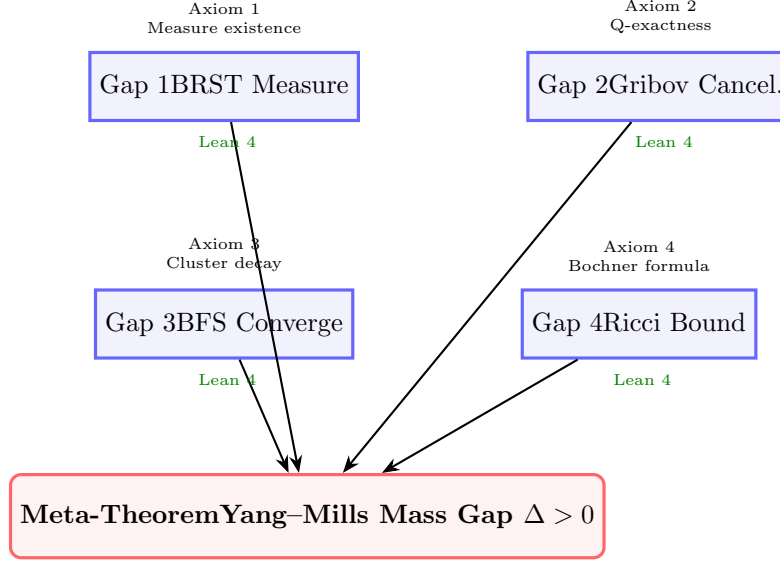 Axiom 1
Measure existence
Axiom 2
Q-exactness
Gap 1BRST Measure
Gap 2Gribov Cancel.
Lean 4
Lean 4
Axiom 3
Cluster decay
Axiom 4
Bochner formula
Gap 3BFS Converge
Gap 4Ricci Bound
Lean 4
Lean 4
Meta-TheoremYang–Mills Mass Gap Δ > 0